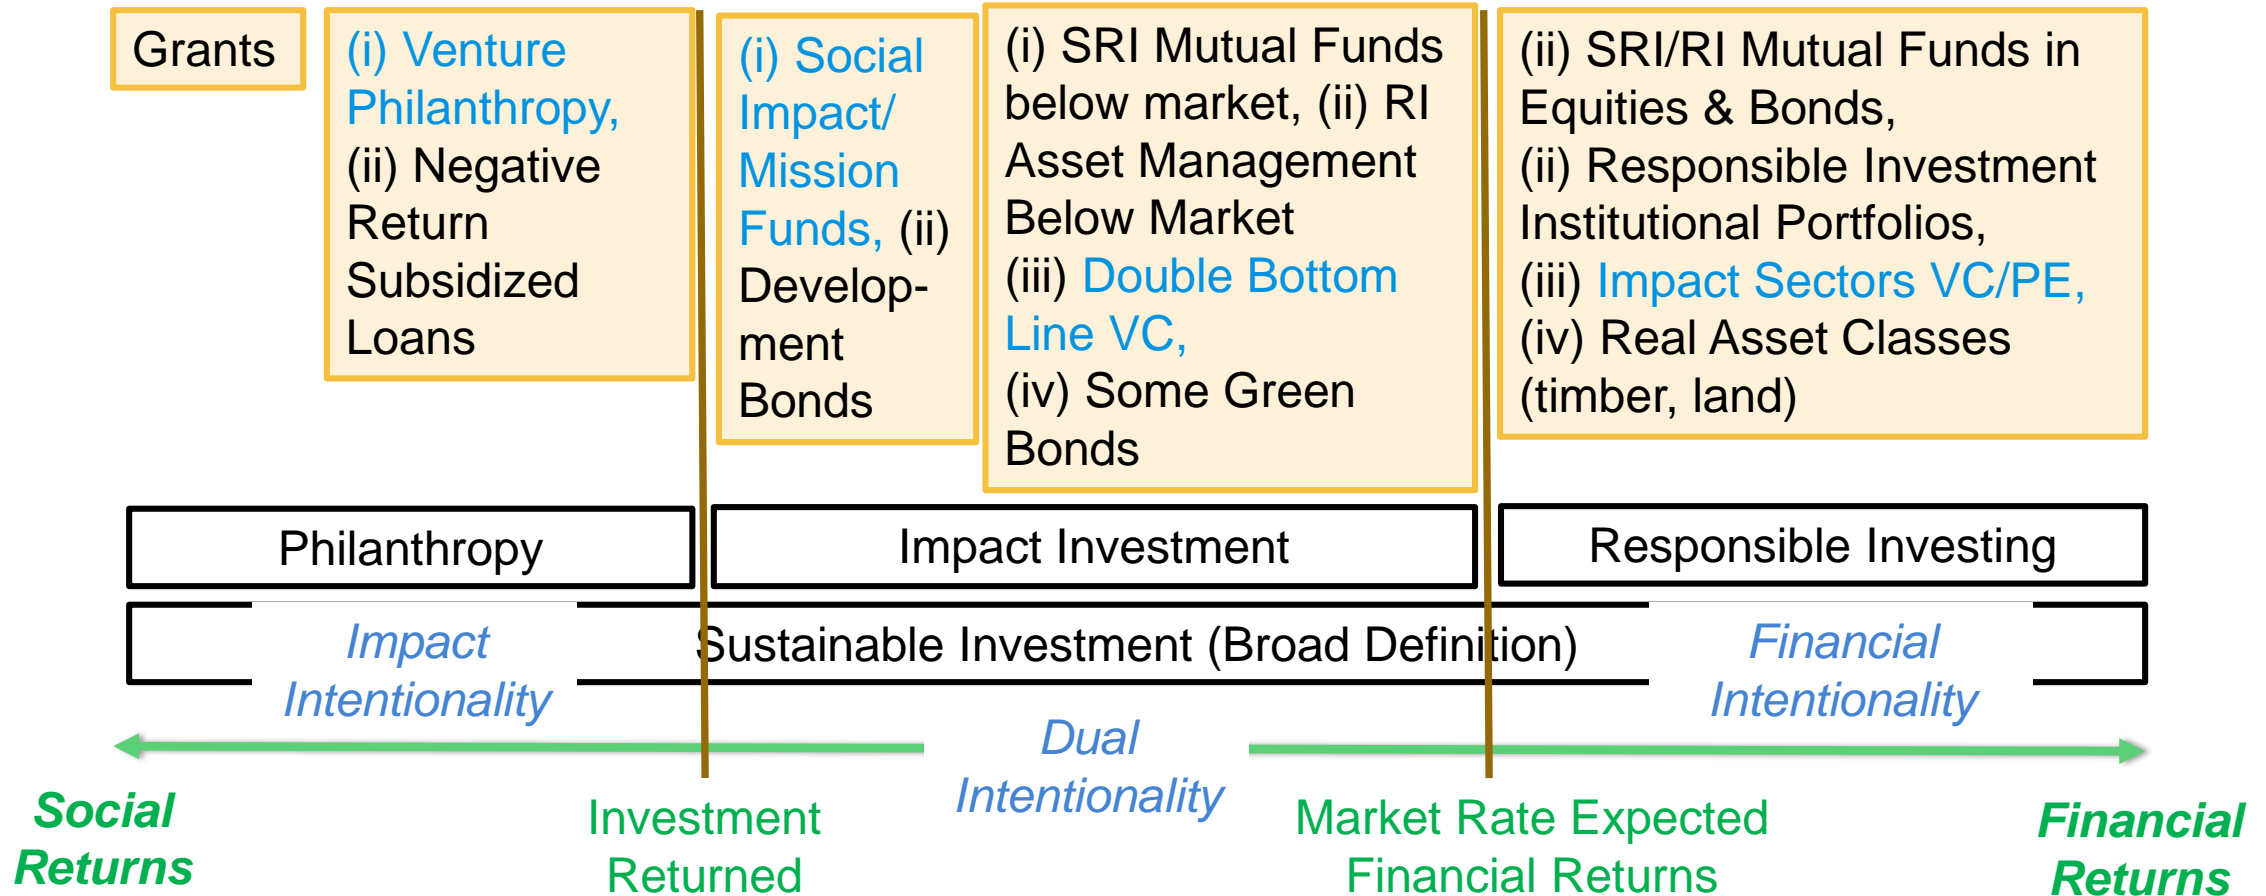 Grants
(i) Venture
Philanthropy,
(ii) Negative
Return
Subsidized
Loans
(i) Social
Impact/
Mission
Funds, (ii)
Develop-
ment
Bonds
(i) SRI Mutual Funds
below market, (ii) RI
Asset Management
Below Market
(iii) Double Bottom
Line VC,
(iv) Some Green
Bonds
(ii) SRI/RI Mutual Funds in
Equities & Bonds,
(ii) Responsible Investment
Institutional Portfolios,
(iii) Impact Sectors VC/PE,
(iv) Real Asset Classes
(timber, land)
Philanthropy
Impact Investment
Responsible Investing
Sustainable Investment (Broad Definition)
Impact
Intentionality
Dual
Intentionality
Financial
Intentionality
Social
Returns
Investment
Returned
Market Rate Expected
Financial Returns
Financial
Returns